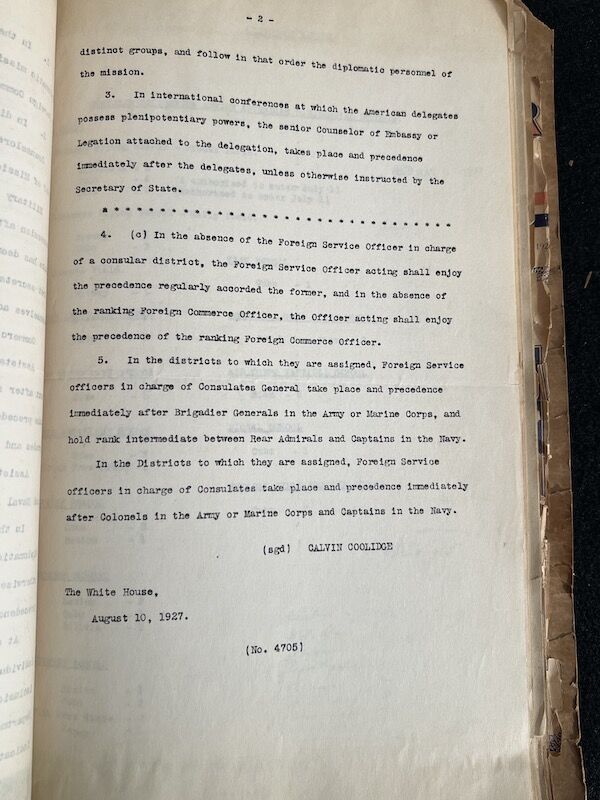 - 2 -
distinct groups, and follow in that order the diplomatic personnel of
the mission.
3. In international conferences at which the American delegates
possess plenipotentiary powers, the senior Counselor of Embassy or
Legation attached to the delegation, takes place and precedence
immediately after the delegates, unless otherwise instructed by the
Secretary of State.
a * * * * * * * * * * * * * * * * * * * * * * * * * * * * *
4. (c) In the absence of the Foreign Service Officer in charge
of a consular district, the Foreign Service Officer acting shall enjoy
the precedence regularly accorded the former, and in the absence of
the ranking Foreign Commerce Officer, the Officer acting shall enjoy
the precedence of the ranking Foreign Commerce Officer.
5. In the districts to which they are assigned, Foreign Service
officers in charge of Consulates General take place and precedence
immediately after Brigadier Generals in the Army or Marine Corps, and
hold rank intermediate between Rear Admirals and Captains in the Navy.
In the Districts to which they are assigned, Foreign Service
officers in charge of Consulates take place and precedence immediately
after Colonels in the Army or Marine Corps and Captains in the Navy.
(sgd) CALVIN COOLIDGE
The White House,
August 10, 1927.
(No. 4705)